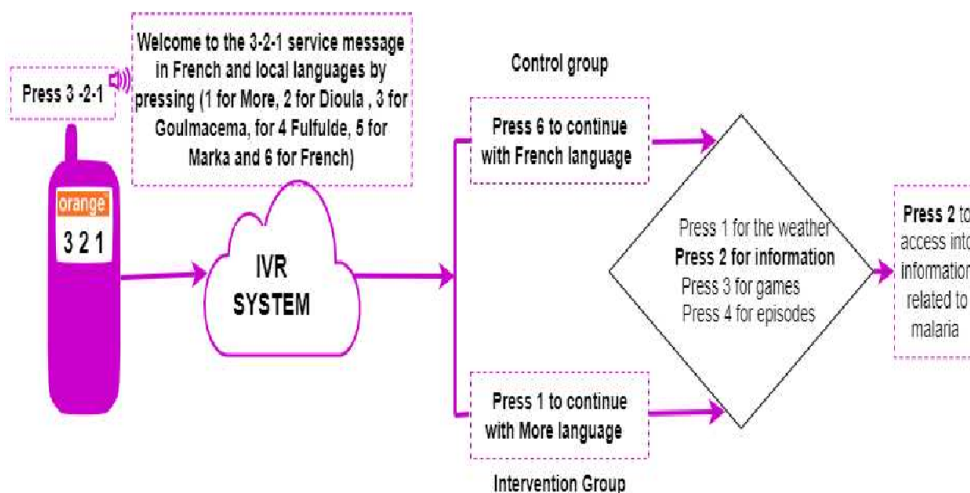 Welcome to the 3-2-1 service message
in French and local languages by
pressing (1 for More, 2 for Dioula , 3 for
Goulmacema, for 4 Fulfulde, 5 for
Marka and 6 for French)
Press 3 -2-1
orange
3 2 1
IVR
SYSTEM
Control group
Press 6 to continue
with French language
Press 1 for the weather
Press 2 for information
Press 3 for games
Press 4 for episodes
Press 2 to
access into
information
related to
malaria
Press 1 to continue
with More language
Intervention Group